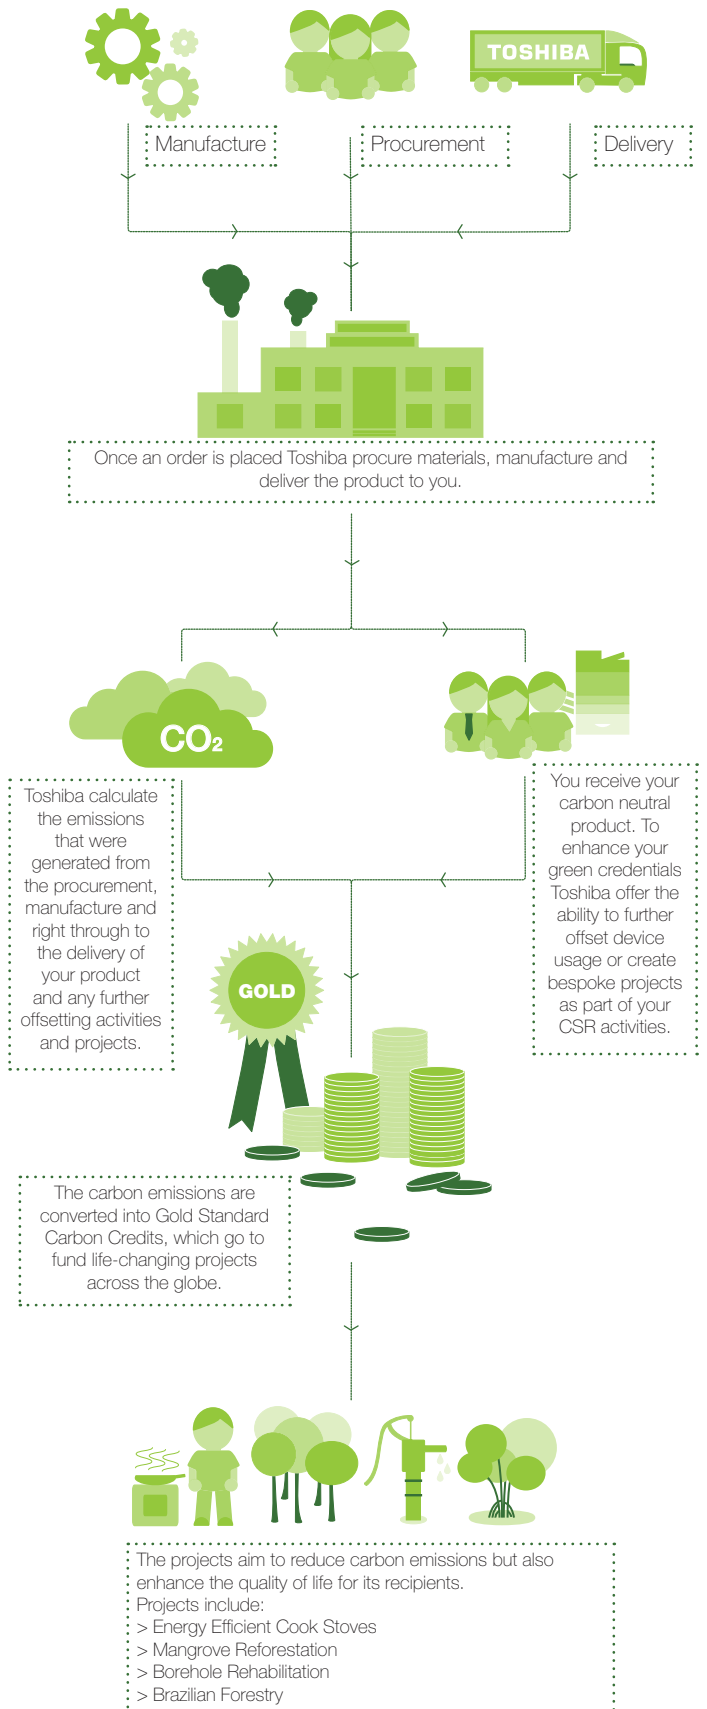 TOSHIBA
Manufacture
Procurement
Delivery
Once an order is placed Toshiba procure materials, manufacture and
deliver the product to you.
CO2
Toshiba calculate
the emissions
that were
generated from
the procurement,
manufacture and
right through to
the delivery of
your product
and any further
offsetting activities
and projects.
You receive your
carbon neutral
product. To
enhance your
green credentials
Toshiba offer the
ability to further
offset device
usage or create
bespoke projects
as part of your
CSR activities.
GOLD
The carbon emissions are
converted into Gold Standard
Carbon Credits, which go to
fund life-changing projects
across the globe.
The projects aim to reduce carbon emissions but also
enhance the quality of life for its recipients.
Projects include:
> Energy Efficient Cook Stoves
> Mangrove Reforestation
> Borehole Rehabilitation
> Brazilian Forestry